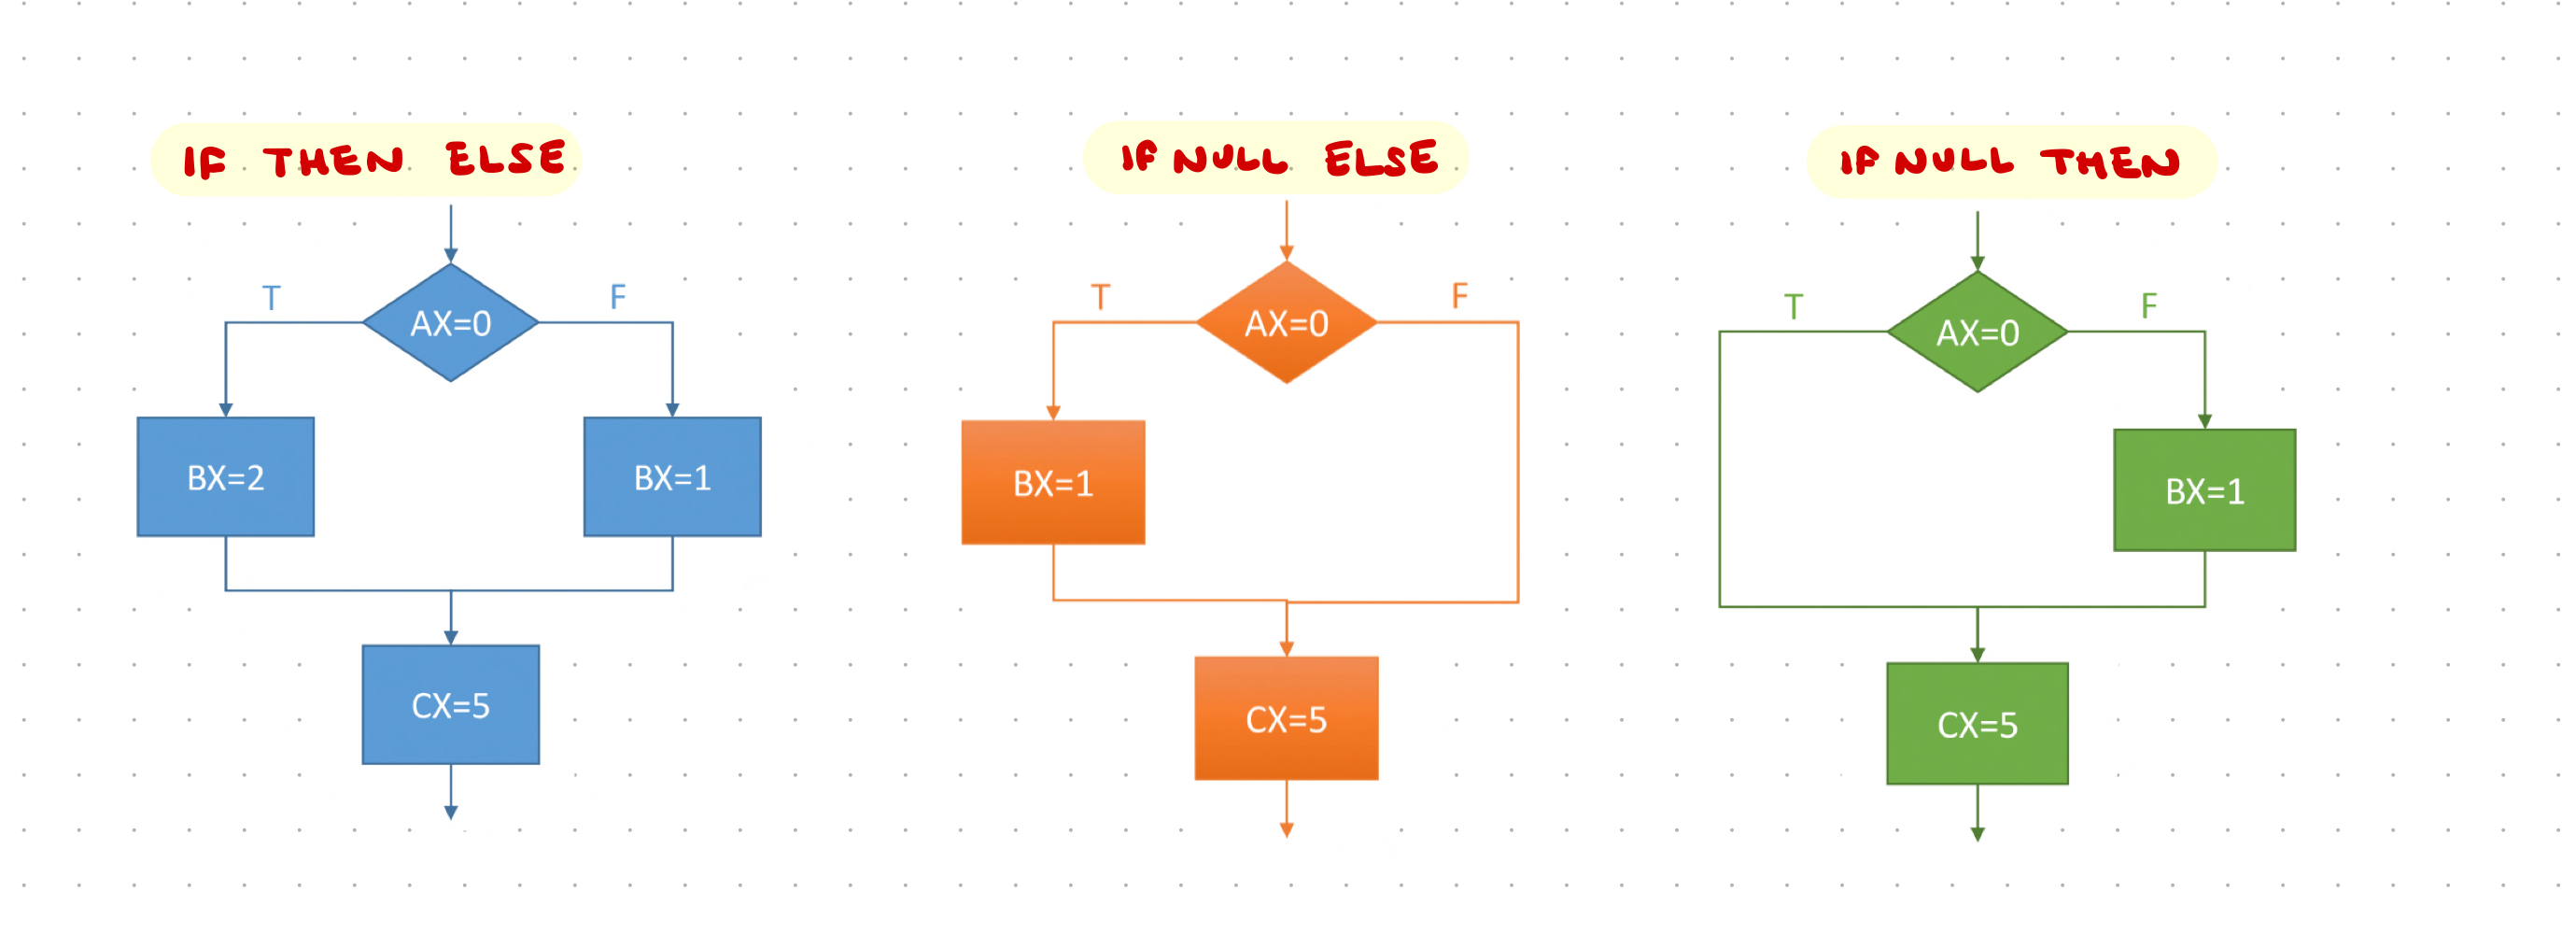 IF THEN ELSE
T
F
AX=0
BX=2
BX=1
CX=5
IF NULL ELSE
T
F
AX=0
BX=1
CX=5
IF NULL THEN
T
F
AX=0
BX=1
CX=5